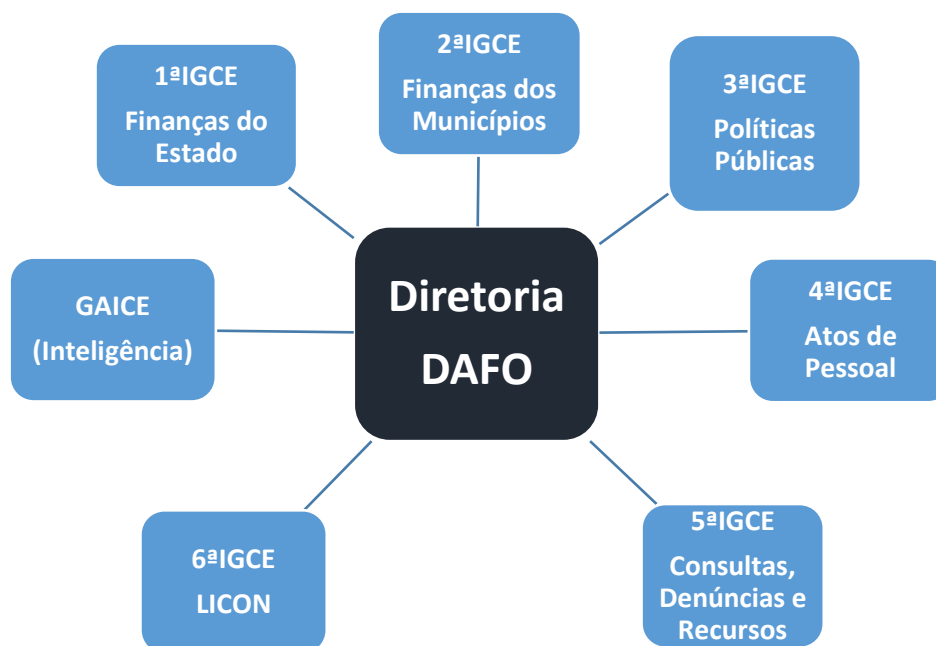 1ªIGCE
Finanças do
Estado
2ªIGCE
Finanças dos
Municípios
3ªIGCE
Políticas
Públicas
GAICE
(Inteligência)
Diretoria
DAFO
4ªIGCE
Atos de
Pessoal
6ªIGCE
LICON
5ªIGCE
Consultas,
Denúncias e
Recursos